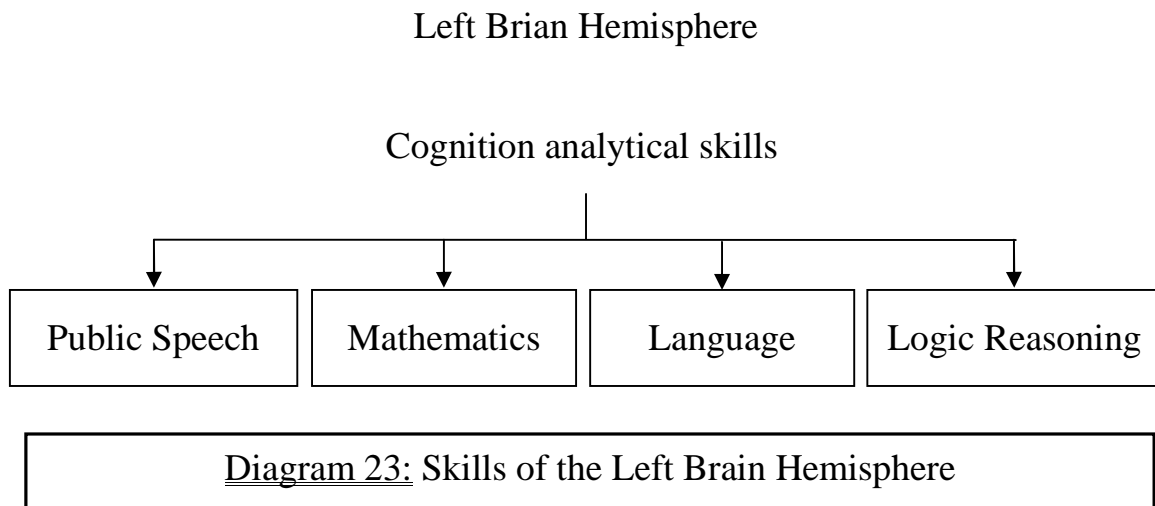 Left Brian Hemisphere
Cognition analytical skills
Public Speech
Mathematics
Language
Logic Reasoning
Diagram 23: Skills of the Left Brain Hemisphere